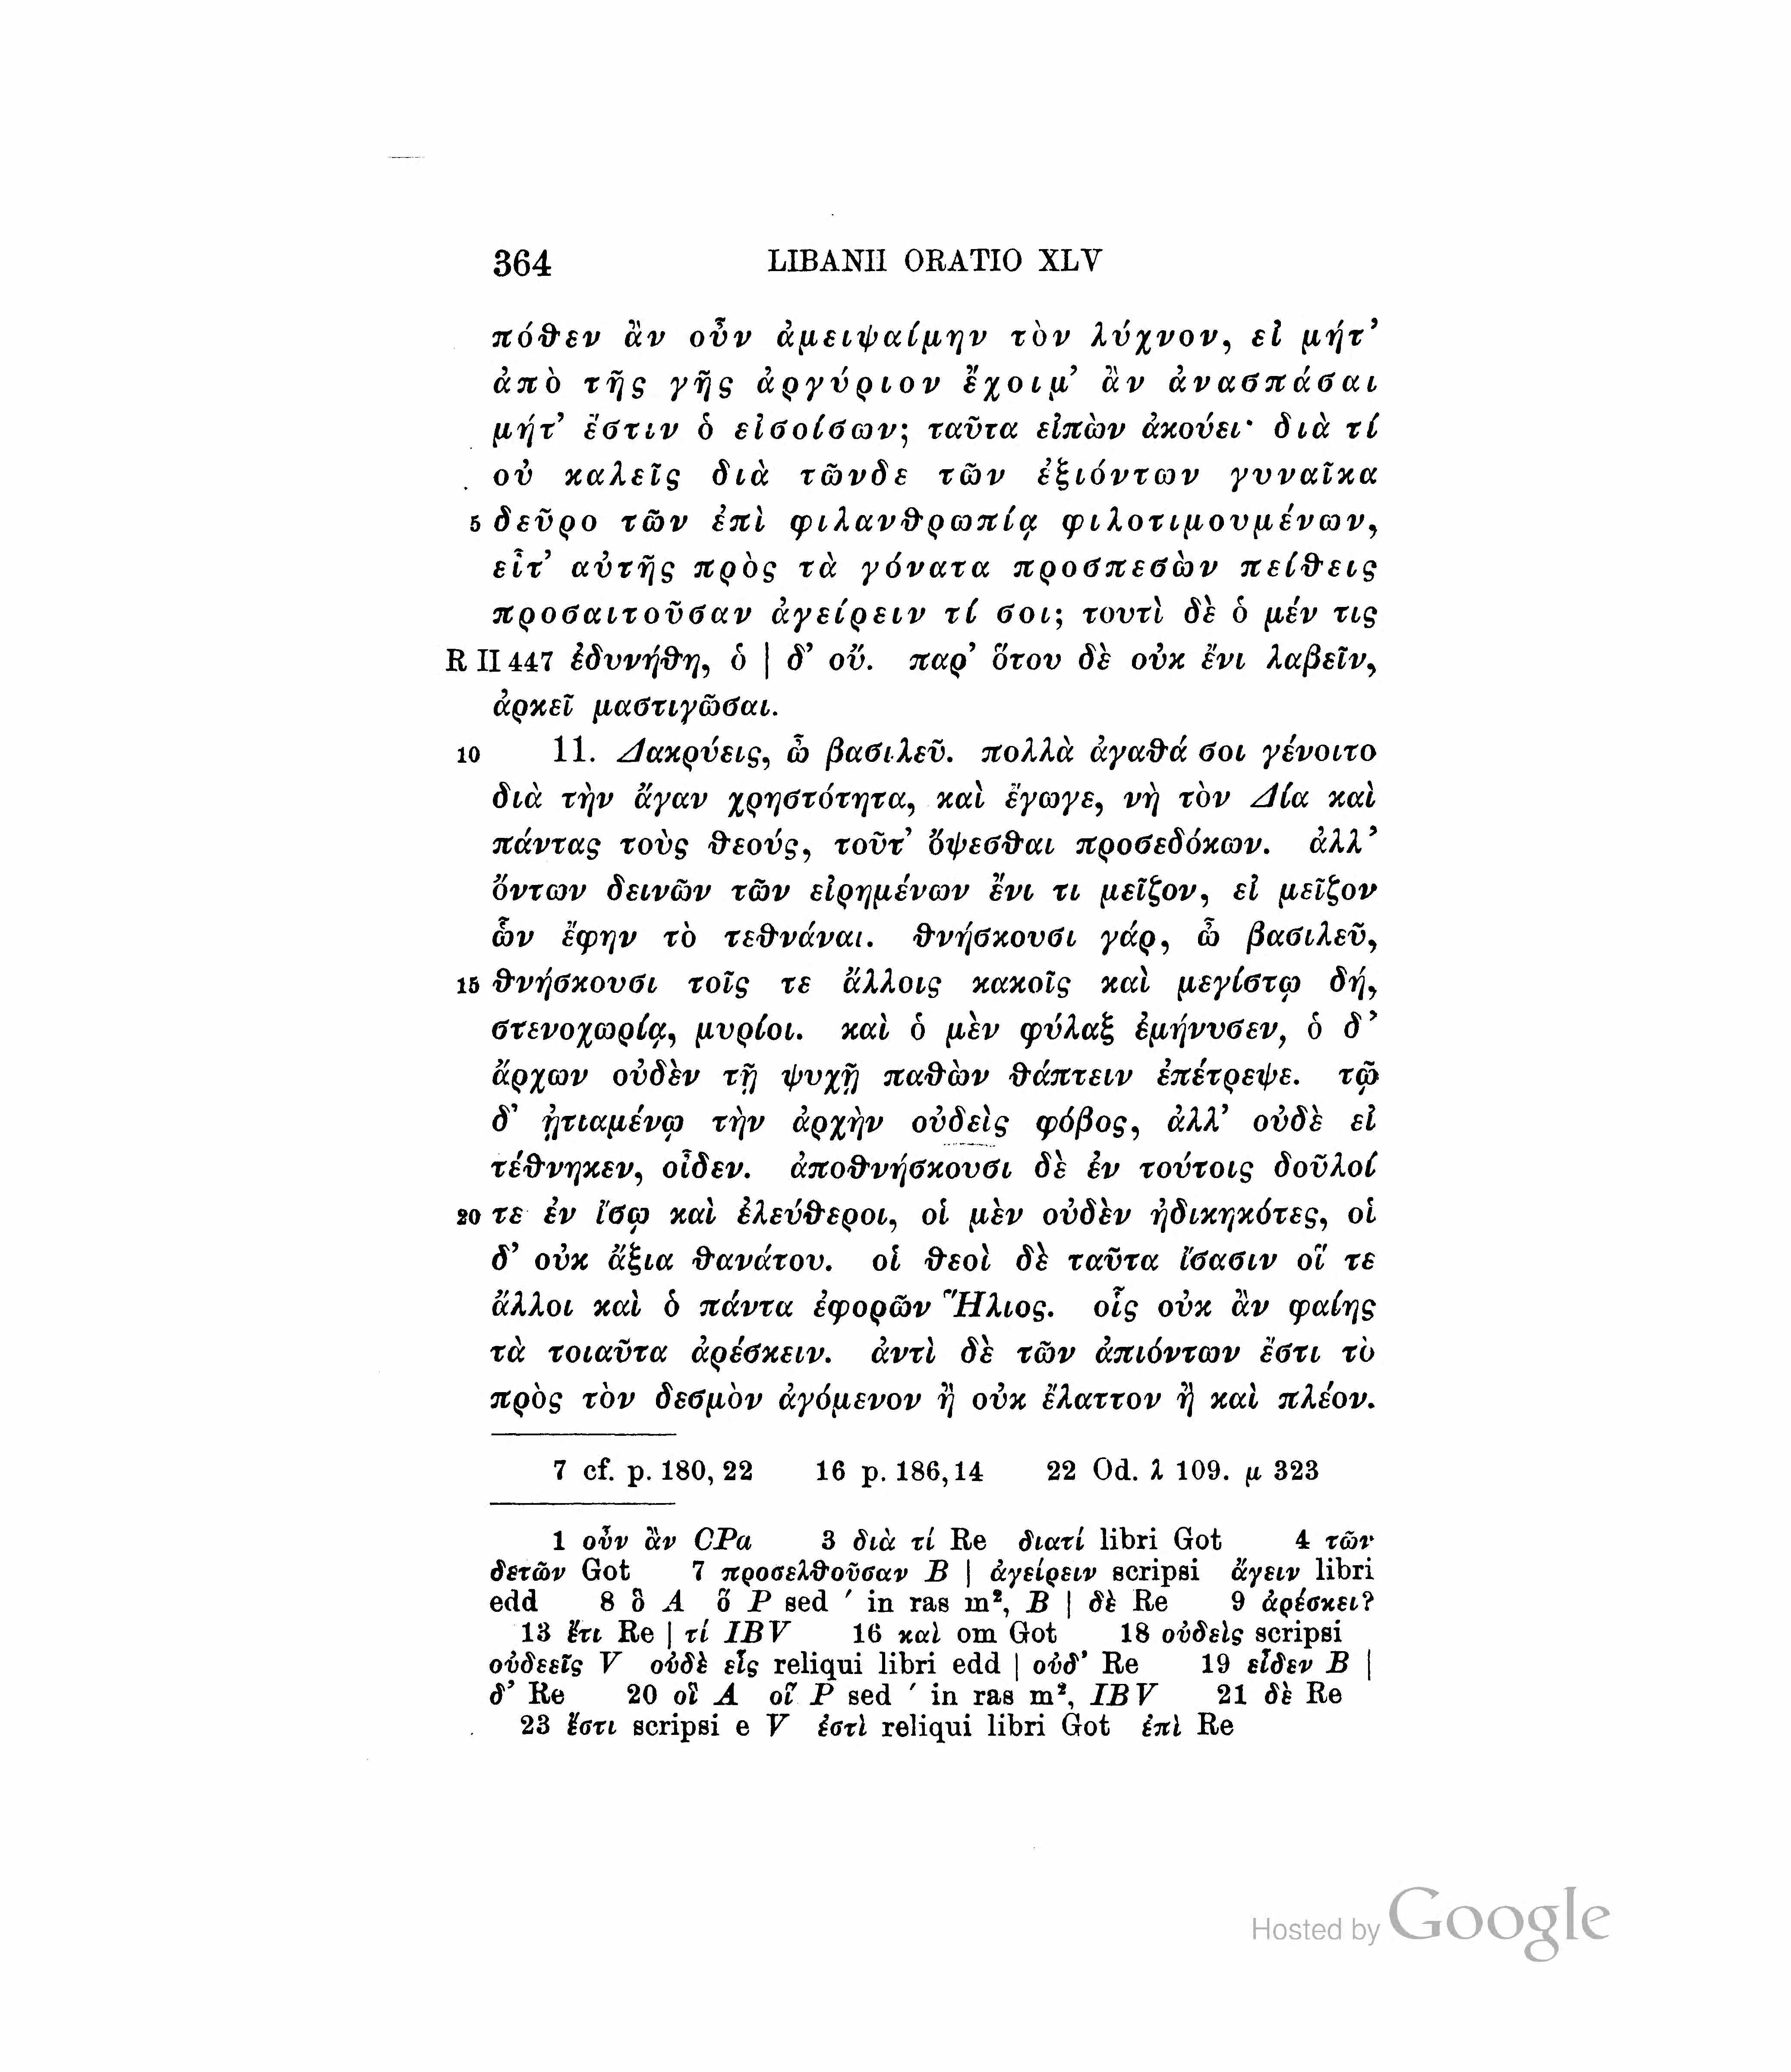 364 LIBANII ORATIO XLV
πόθεν ἂν οὖν ἀμειψαίμην τὸν λύχνον, εἰ μήτ᾽
ἀπὸ τῆς γῆς ἀργύριον ἔχοιμ᾽ ἂν ἀνασπάσαι
μήτ᾽ ἔστιν ὁ εἰσοίσων; ταῦτα εἰπὼν ἀκούει· διὰ τί
οὐ καλεῖς διὰ τῶνδε τῶν ἐξιόντων γυναῖκα
5 δεῦρο τῶν ἐπὶ φιλανθρωπίᾳ φιλοτιμουμένων,
εἶτ᾽ αὐτῆς πρὸς τὰ γόνατα προσπεσὼν πείθεις
προσαιτοῦσαν ἀγείρειν τί σοι; τουτὶ δὲ ὁ μέν τις
R II 447 ἐδυνήθη, ὁ | δ᾽ οὔ. παρ᾽ ὅτου δὲ οὐκ ἔνι λαβεῖν,
ἀρκεῖ μαστιγῶσαι.
10 11. Δακρύεις, ὦ βασιλεῦ. πολλὰ ἀγαθά σοι γένοιτο
διὰ τὴν ἄγαν χρηστότητα, καὶ ἔγωγε, νὴ τὸν Δία καὶ
πάντας τοὺς θεούς, τοῦτ᾽ ὄψεσθαι προσεδόκων. ἀλλ᾽
ὄντων δεινῶν τῶν εἰρημένων ἔνι τι μεῖζον, εἰ μεῖζον
ὧν ἔφην τὸ τεθνάναι. θνήσκουσι γάρ, ὦ βασιλεῦ,
15 θνήσκουσι τοῖς τε ἄλλοις κακοῖς καὶ μεγίστῳ δή,
στενοχωρίᾳ, μυρίοι. καὶ ὁ μὲν φύλαξ ἐμήνυσεν, ὁ δ᾽
ἄρχων οὐδὲν τῇ ψυχῇ παθὼν θάπτειν ἐπέτρεψε. τῷ
δ᾽ ᾐτιαμένῳ τὴν ἀρχὴν οὐδεὶς φόβος, ἀλλ᾽ οὐδὲ εἰ
τέθνηκεν, οἶδεν. ἀποθνήσκουσι δὲ ἐν τούτοις δοῦλοί
20 τε ἐν ἴσῳ καὶ ἐλεύθεροι, οἱ μὲν οὐδὲν ἠδικηκότες, οἱ
δ᾽ οὐκ ἄξια θανάτου. οἱ θεοὶ δὲ ταῦτα ἴσασιν οἵ τε
ἄλλοι καὶ ὁ πάντα ἐφορῶν Ἥλιος. οἷς οὐκ ἂν φαίης
τὰ τοιαῦτα ἀρέσκειν. ἀντὶ δὲ τῶν ἀπιόντων ἔστι τὸ
πρὸς τὸν δεσμὸν ἀγόμενον ἢ οὐκ ἔλαττον ἢ καὶ πλέον.
7 cf. p. 180, 22 16 p. 186, 14 22 Od. λ 109. μ 323
1 οὖν ἂν CPa 3 διὰ τί Re διατί libri Got 4 τῶν
δετῶν Got 7 προσελθοῦσαν B | ἀγείρειν scripsi ἄγειν libri
edd 8 ὃ A ὅ P sed ′ in ras m², B | δὲ Re 9 ἀρέσκει?
13 ἔτι Re | τί IBV 16 καὶ om Got 18 οὐδεὶς scripsi
οὐδεεῖς V οὐδὲ εἷς reliqui libri edd | οὐδ᾽ Re 19 εἶδεν B |
δ᾽ Re 20 οἳ A οἵ P sed ′ in ras m², IBV 21 δὲ Re
23 ἔστι scripsi e V ἐστὶ reliqui libri Got ἐπὶ Re
Hosted by Google